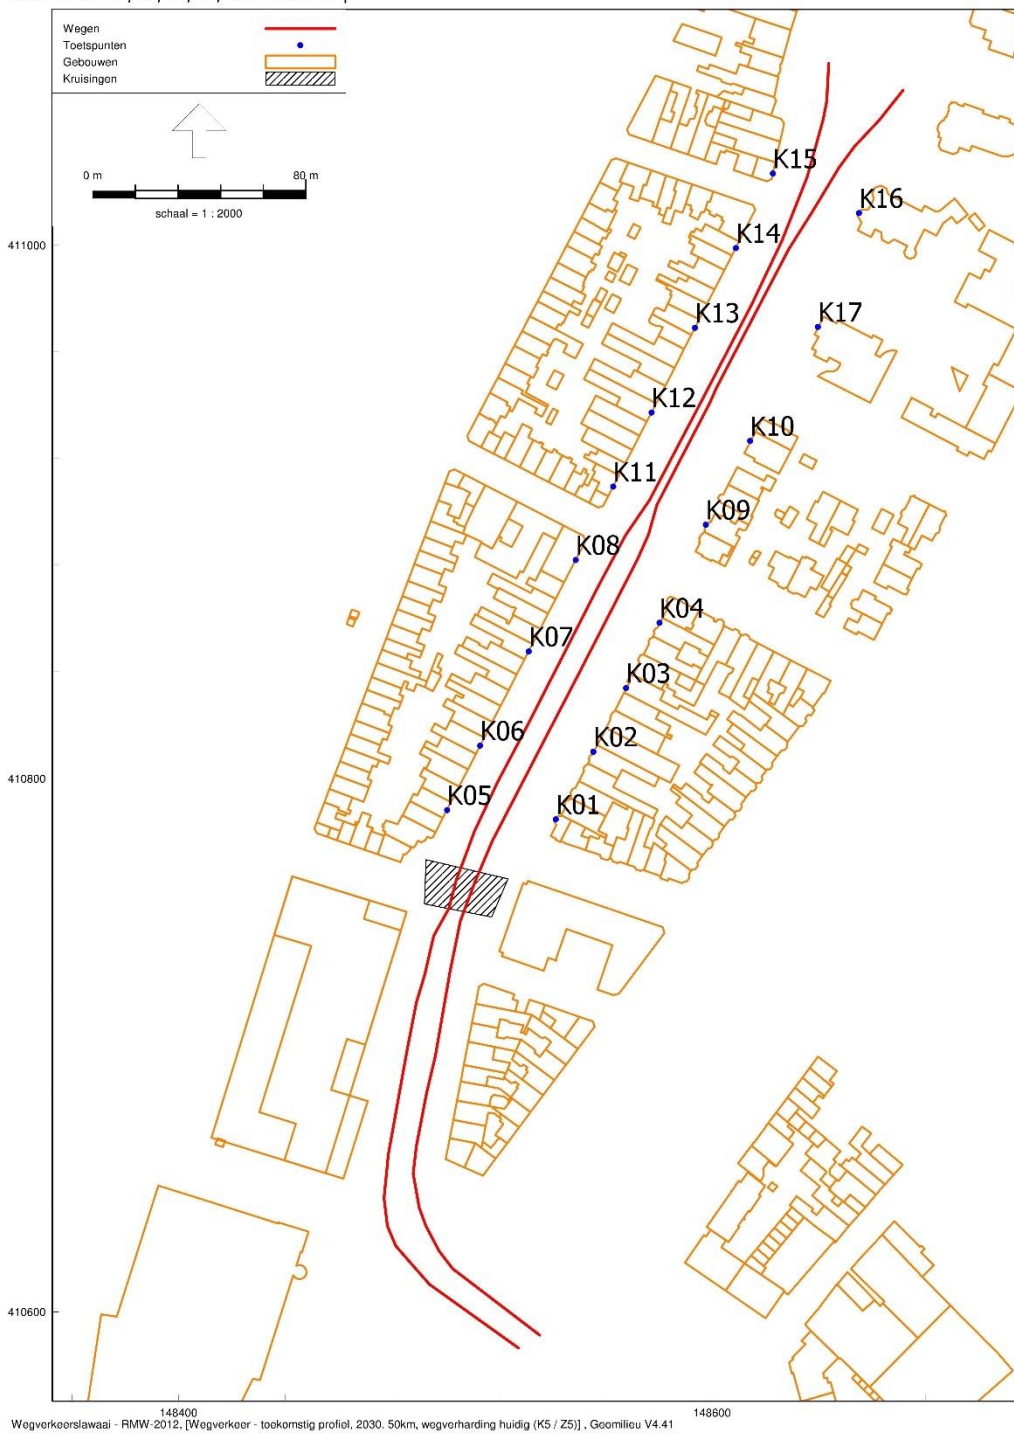 Wegen
Toetspunten
Gebouwen
Kruisingen
0 m 80 m
schaal = 1 : 2000
K15
K16
411000
K14
K13
K17
K12
K10
K11
K09
K08
K04
K07
K03
K06
K02
410800
K05
K01
410600
148400 148600
Wegverkeerslawaai - RMW-2012, [Wegverkeer - toekomstig profiel, 2030. 50km, wegverharding huidig (K5 / Z5)] , Geomilieu V4.41